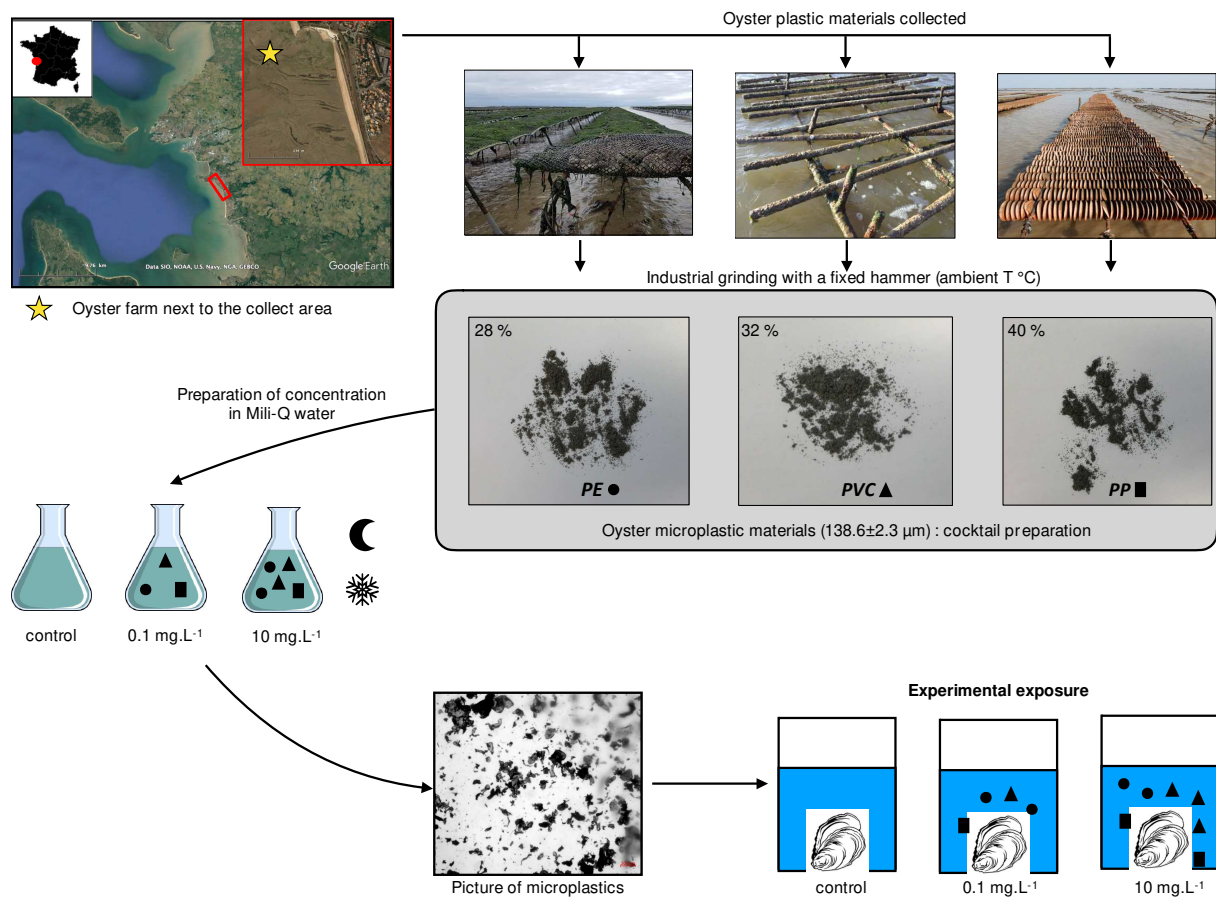 Oyster plastic materials collected
Data SIO, NOAA, U.S. Navy, NGA, GEBCO
Google Earth
Oyster farm next to the collect area
Industrial grinding with a fixed hammer (ambient T °C)
28 %
32 %
40 %
PE
PVC
PP
Oyster microplastic materials (138.6±2.3 µm) : cocktail preparation
Preparation of concentration
in Mili-Q water
control
0.1 mg.L⁻¹
10 mg.L⁻¹
Picture of microplastics
Experimental exposure
control
0.1 mg.L⁻¹
10 mg.L⁻¹